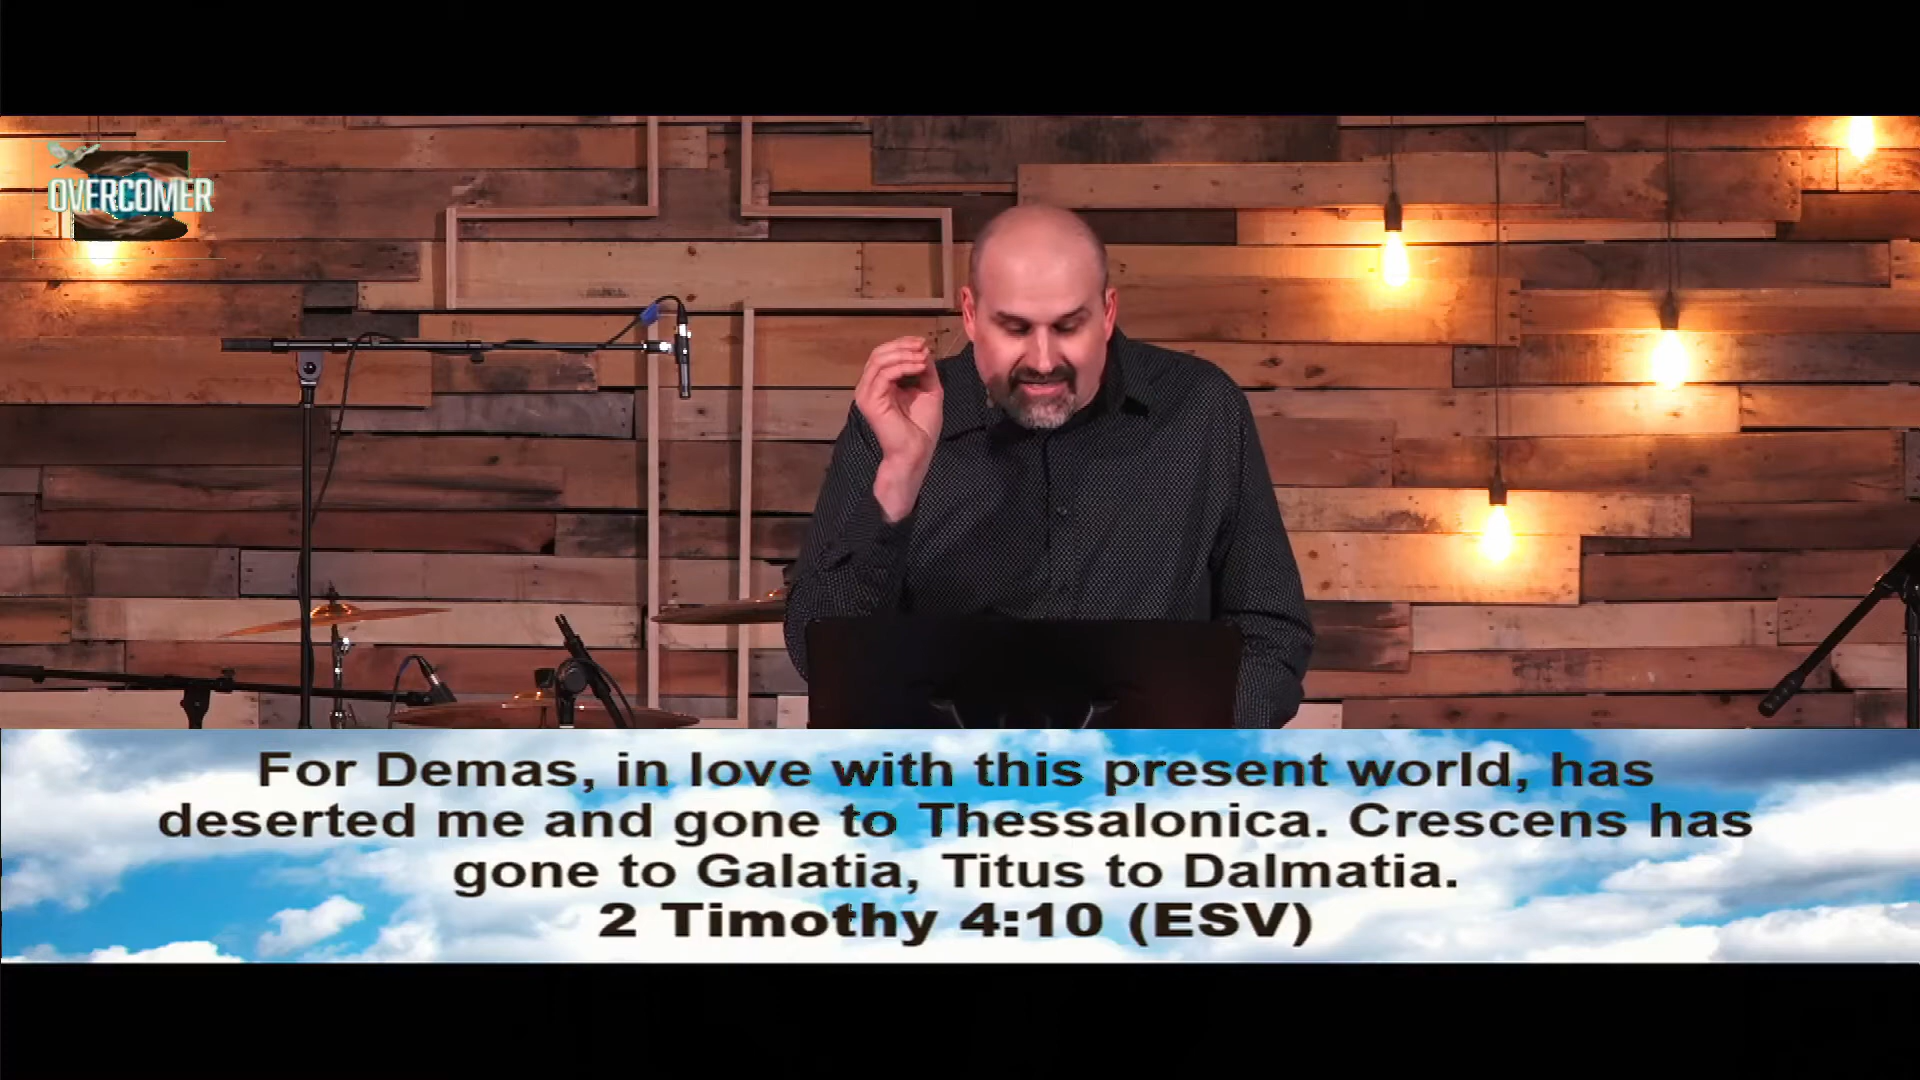 OVERCOMER
For Demas, in love with this present world, has
deserted me and gone to Thessalonica. Crescens has
gone to Galatia, Titus to Dalmatia.
2 Timothy 4:10 (ESV)